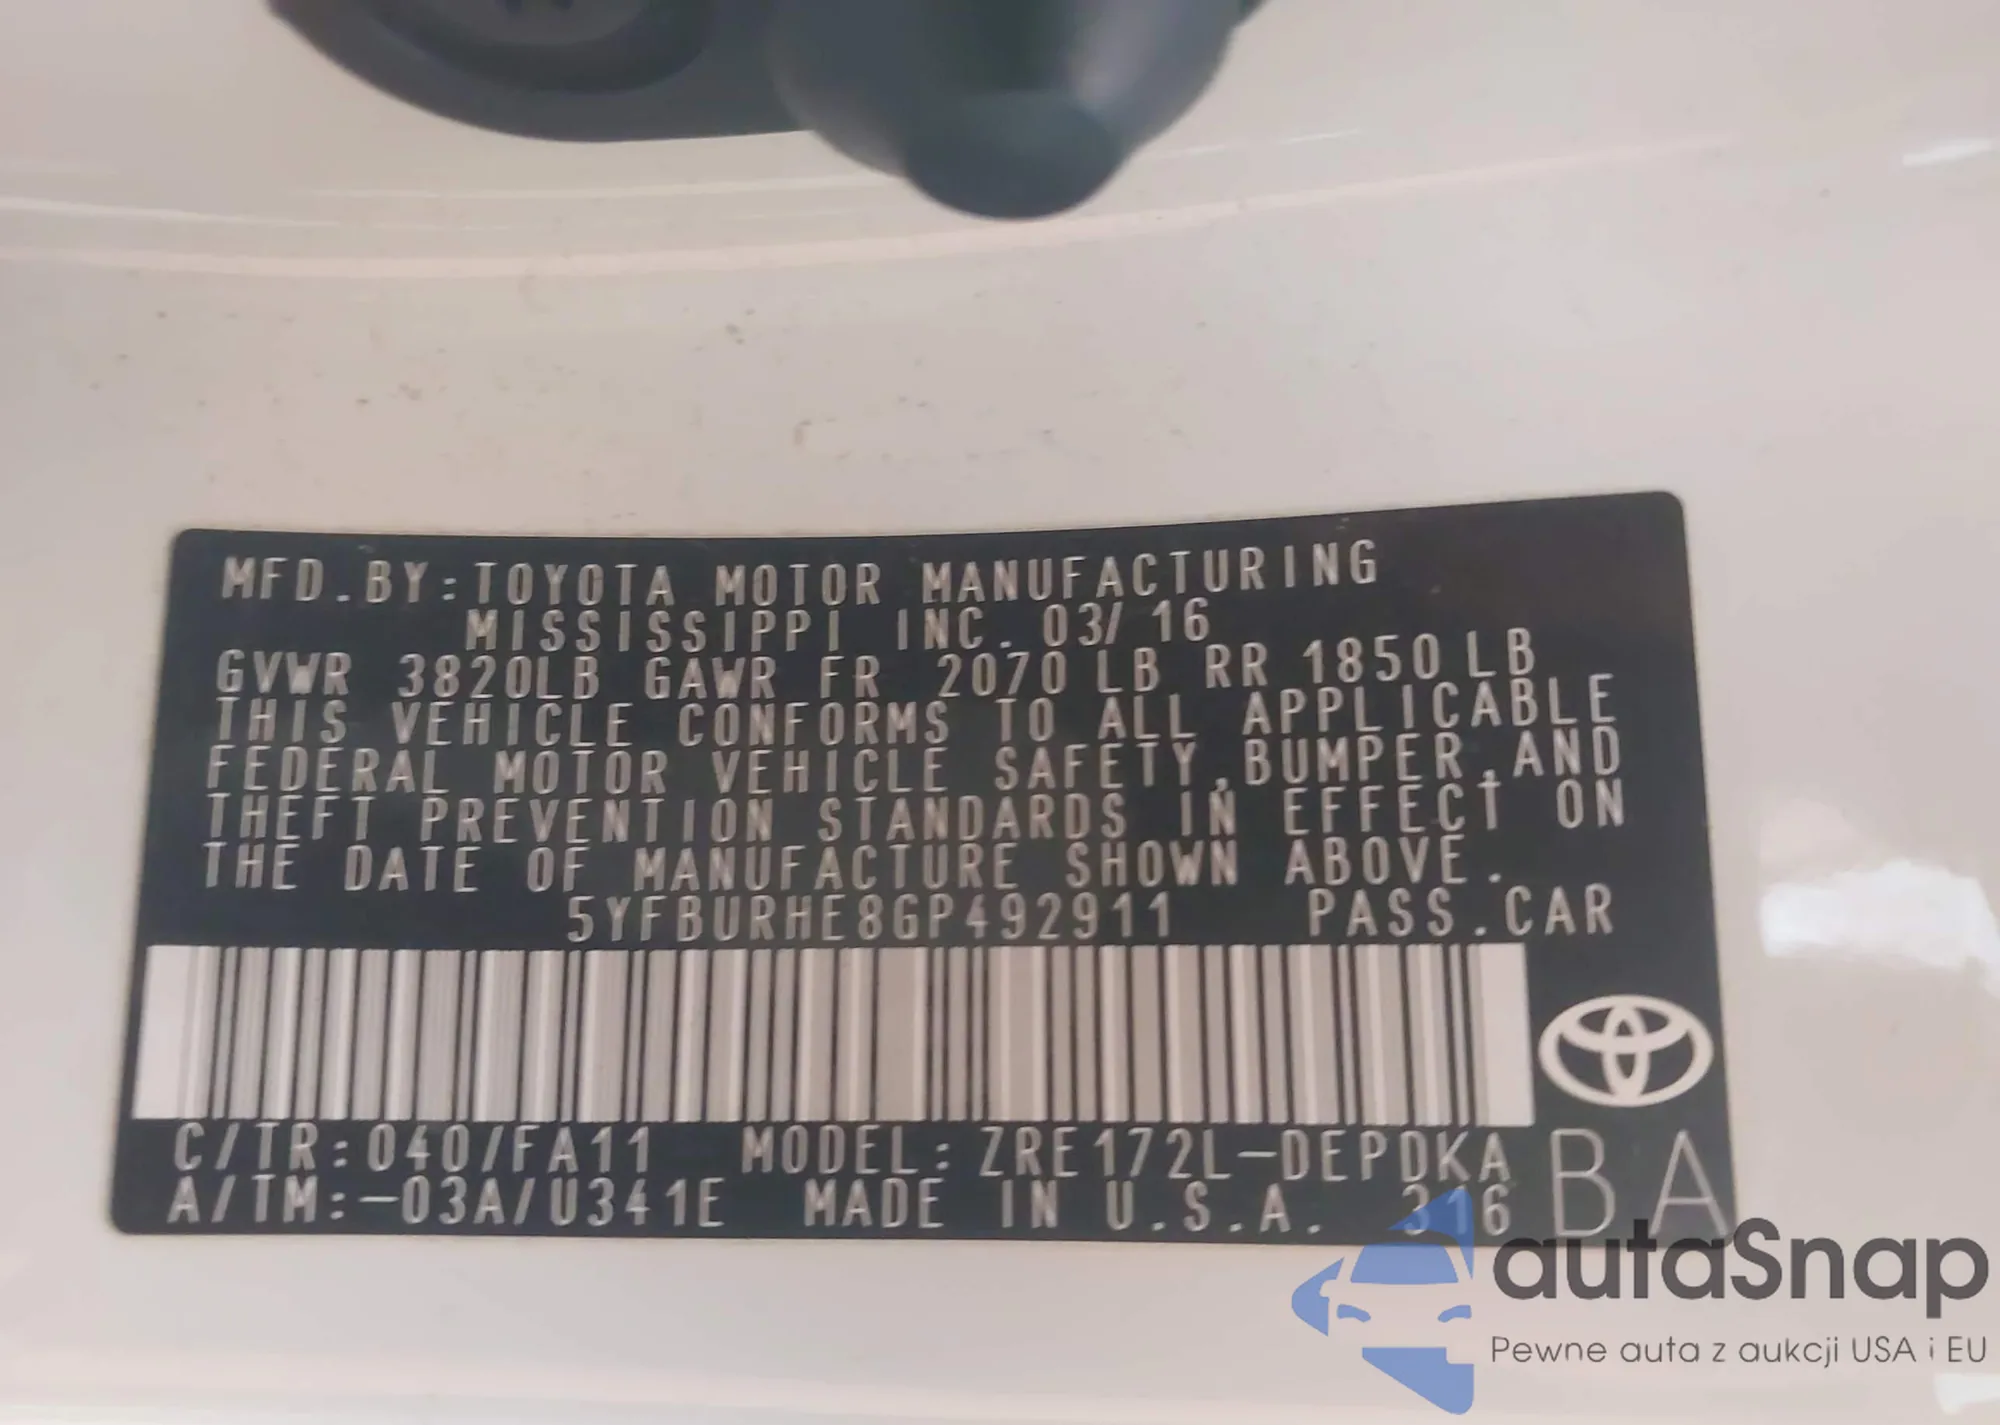 MFD.BY:TOYOTA MOTOR MANUFACTURING
MISSISSIPPI INC. 03/16
GVWR 3820LB GAWR FR 2070 LB RR 1850 LB
THIS VEHICLE CONFORMS TO ALL APPLICABLE
FEDERAL MOTOR VEHICLE SAFETY,BUMPER,AND
THEFT PREVENTION STANDARDS IN EFFECT ON
THE DATE OF MANUFACTURE SHOWN ABOVE.
5YFBURHE8GP492911 PASS.CAR
C/TR:040/FA11 MODEL:ZRE172L-DEPDKA
A/TM:-03A/U341E MADE IN U.S.A. 316
BA
autaSnap
Pewne auta z aukcji USA i EU